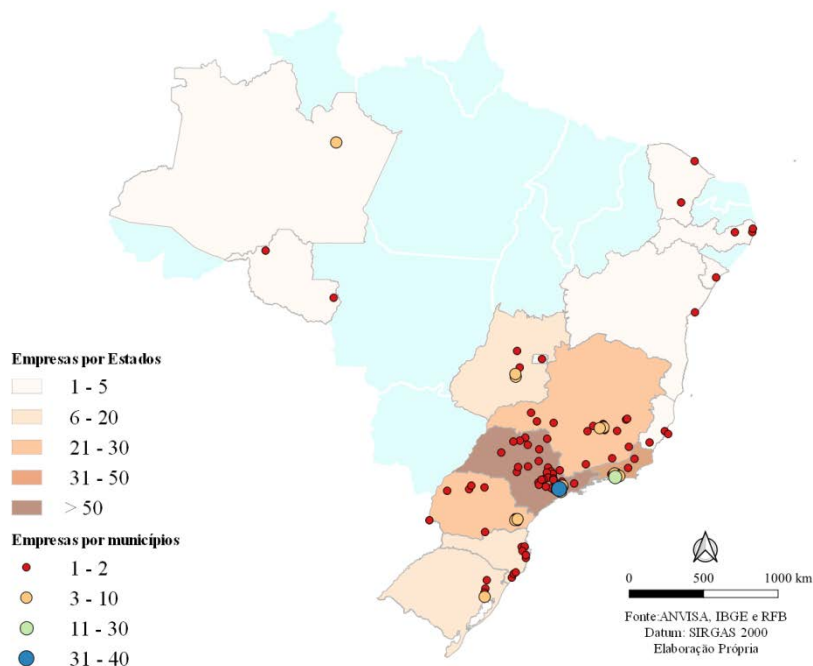 Empresas por Estados
1 - 5
6 - 20
21 - 30
31 - 50
> 50
Empresas por municípios
1 - 2
3 - 10
11 - 30
31 - 40
0 500 1000 km
Fonte:ANVISA, IBGE e RFB
Datum: SIRGAS 2000
Elaboração Própria